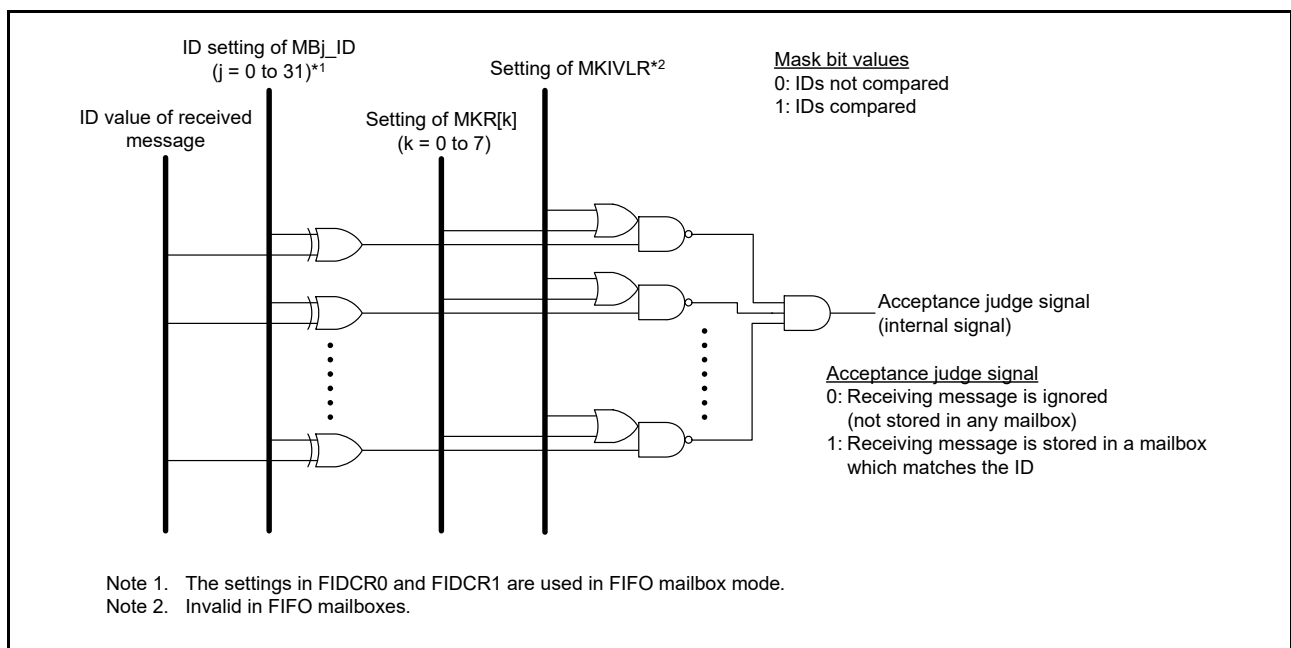 ID setting of MBj_ID
(j = 0 to 31)*1
Setting of MKIVLR*2
Mask bit values
0: IDs not compared
1: IDs compared
ID value of received
message
Setting of MKR[k]
(k = 0 to 7)
Acceptance judge signal
(internal signal)
Acceptance judge signal
0: Receiving message is ignored
(not stored in any mailbox)
1: Receiving message is stored in a mailbox
which matches the ID
Note 1. The settings in FIDCR0 and FIDCR1 are used in FIFO mailbox mode.
Note 2. Invalid in FIFO mailboxes.